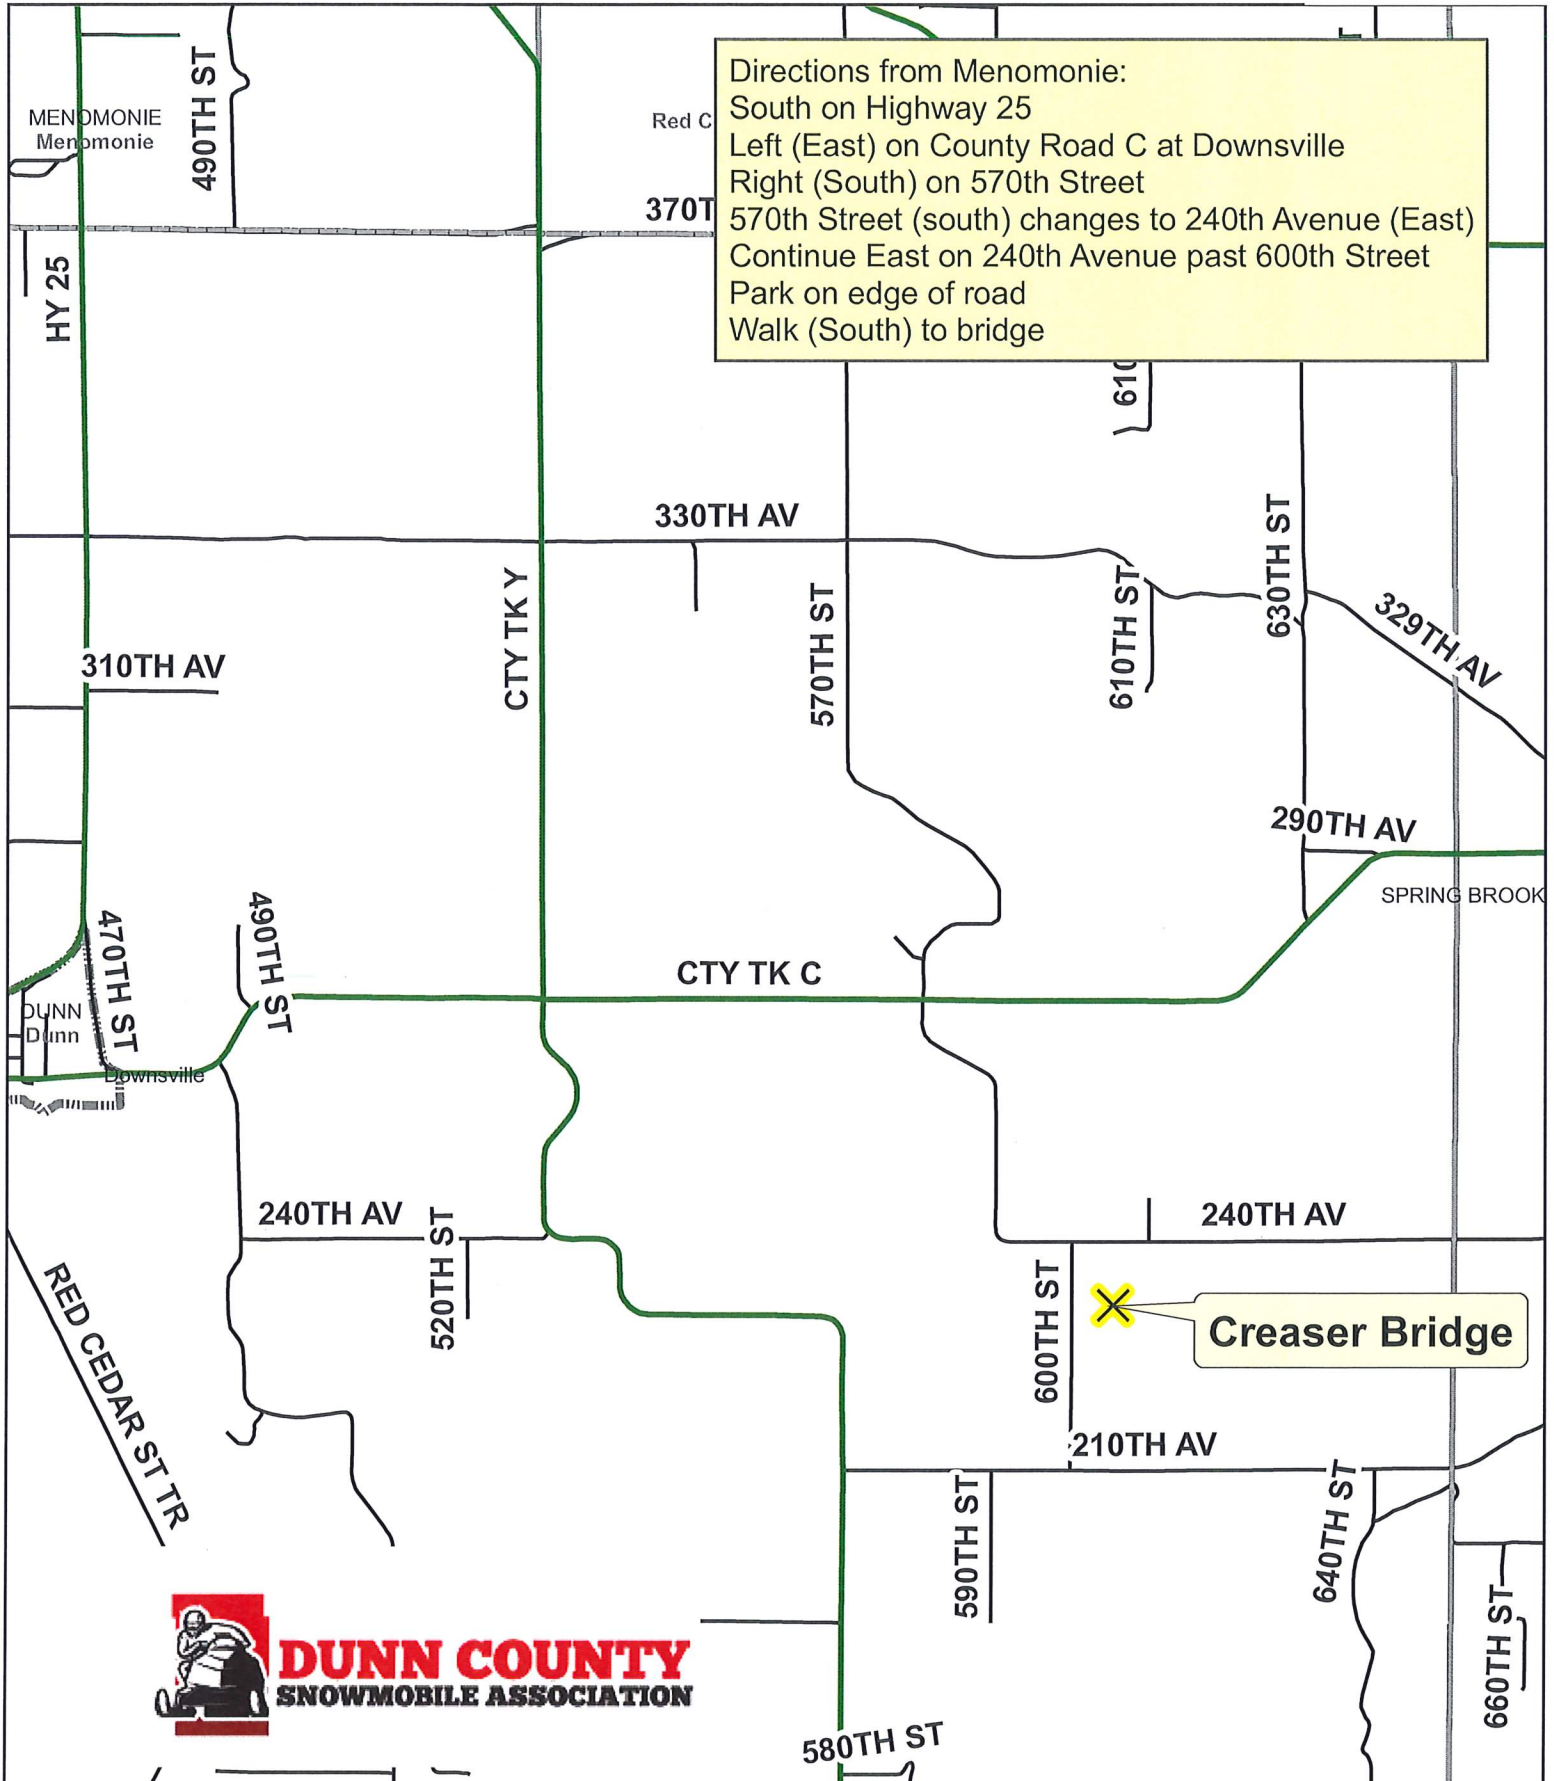 MENOMONIE
Menomonie
490TH ST
Red C
370T
HY 25
Directions from Menomonie:
South on Highway 25
Left (East) on County Road C at Downsville
Right (South) on 570th Street
570th Street (south) changes to 240th Avenue (East)
Continue East on 240th Avenue past 600th Street
Park on edge of road
Walk (South) to bridge
610
330TH AV
CTY TK Y
570TH ST
610TH ST
630TH ST
329TH AV
310TH AV
290TH AV
SPRING BROOK
470TH ST
490TH ST
CTY TK C
DUNN
Dunn
Downsville
240TH AV
520TH ST
240TH AV
RED CEDAR ST TR
600TH ST
Creaser Bridge
210TH AV
590TH ST
640TH ST
660TH ST
DUNN COUNTY
SNOWMOBILE ASSOCIATION
580TH ST